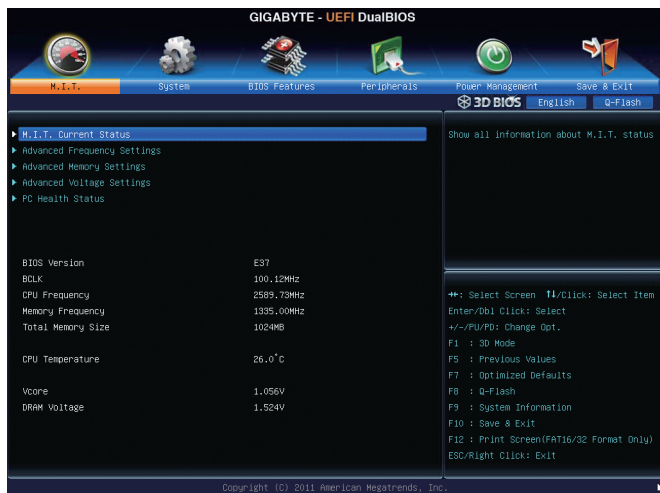 GIGABYTE - UEFI DualBIOS
M.I.T. System BIOS Features Peripherals Power Management Save & Exit
3D BIOS English Q-Flash
M.I.T. Current Status
Advanced Frequency Settings
Advanced Memory Settings
Advanced Voltage Settings
PC Health Status
BIOS Version E37
BCLK 100.12MHz
CPU Frequency 2589.73MHz
Memory Frequency 1335.00MHz
Total Memory Size 1024MB
CPU Temperature 26.0°C
Vcore 1.056V
DRAM Voltage 1.524V
Show all information about M.I.T. status
→←: Select Screen ↑↓/Click: Select Item
Enter/Dbl Click: Select
+/-/PU/PD: Change Opt.
F1 : 3D Mode
F5 : Previous Values
F7 : Optimized Defaults
F8 : Q-Flash
F9 : System Information
F10 : Save & Exit
F12 : Print Screen(FAT16/32 Format Only)
ESC/Right Click: Exit
Copyright (C) 2011 American Megatrends, Inc.